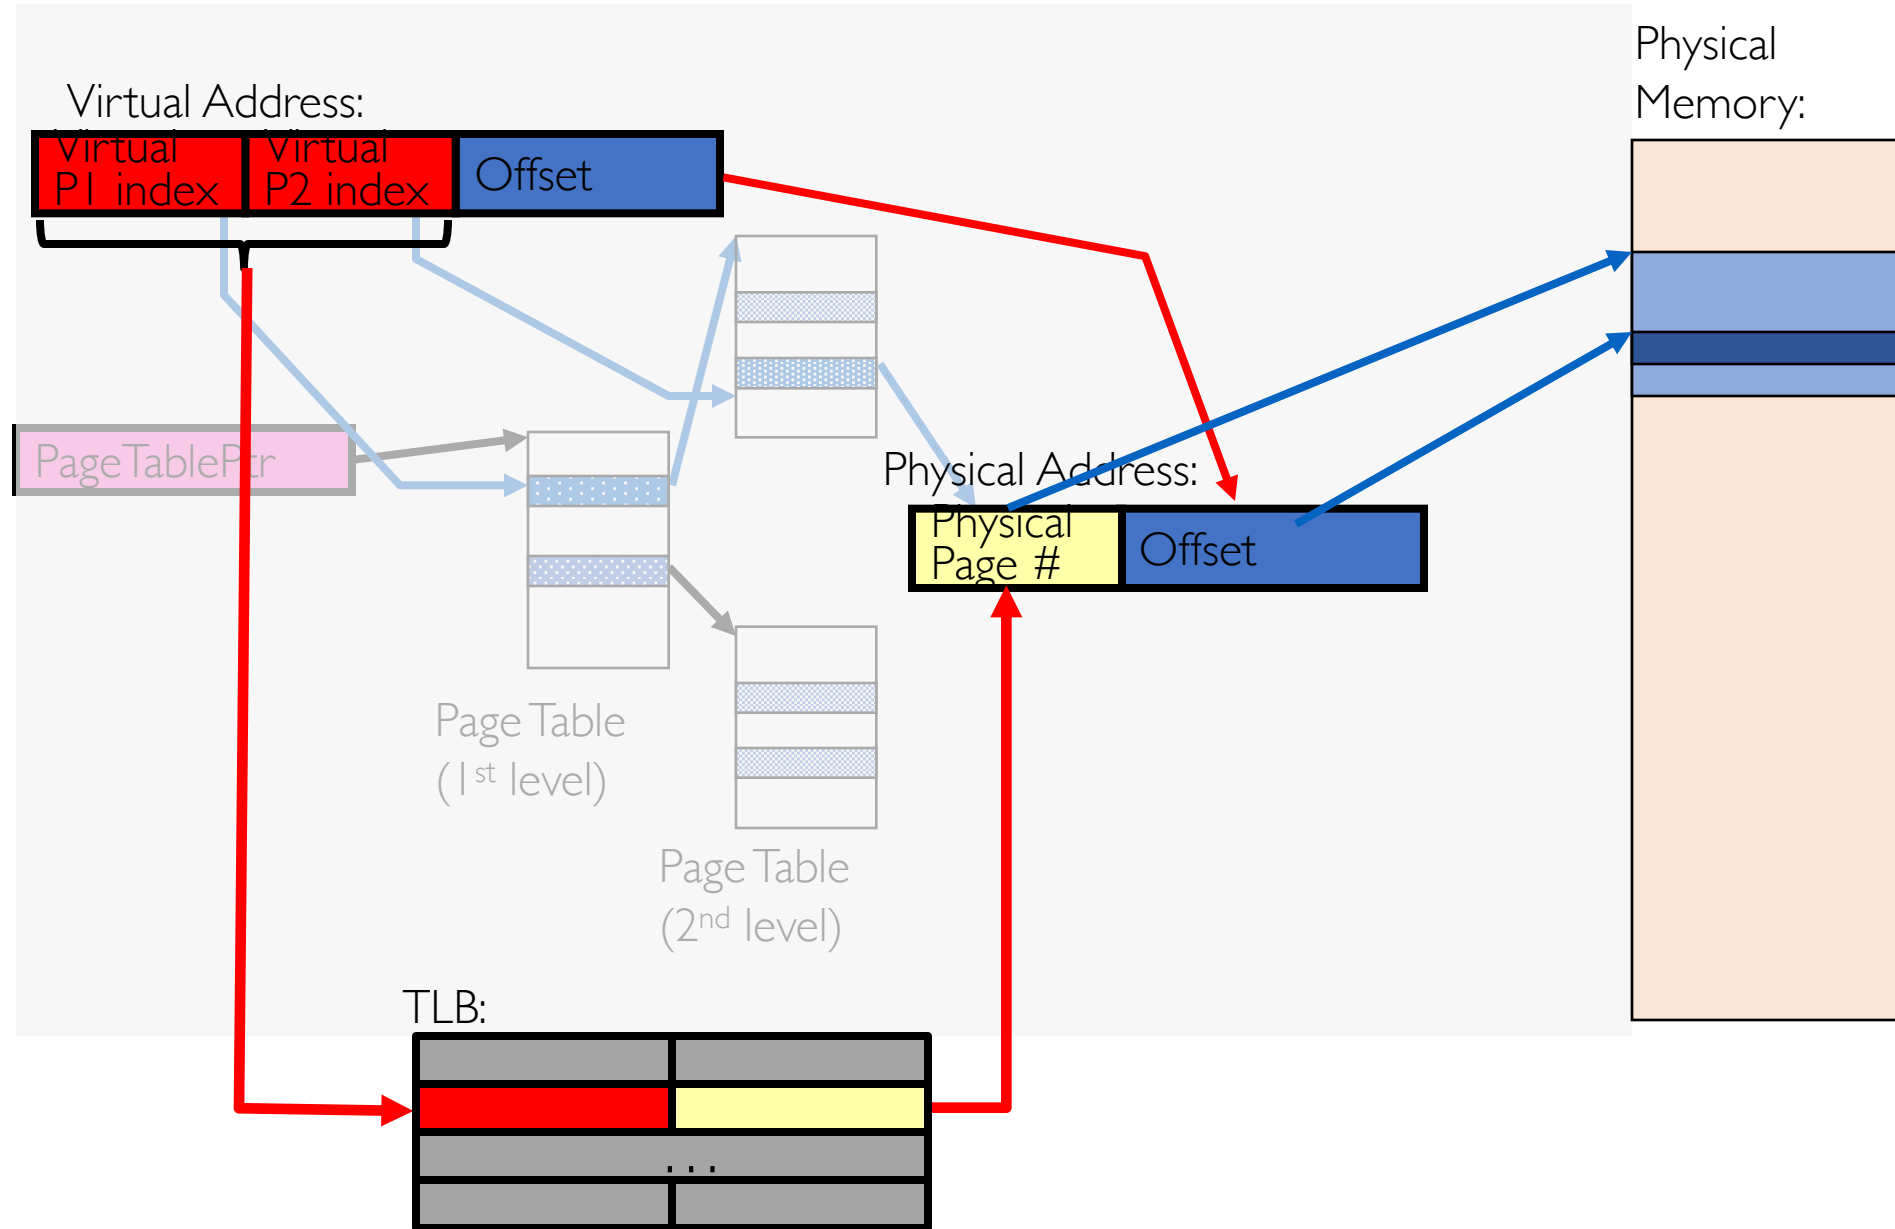 Physical
Memory:
Virtual Address:
Virtual
P1 index
Virtual
P2 index
Offset
PageTablePtr
Physical Address:
Physical
Page #
Offset
Page Table
(1st level)
Page Table
(2nd level)
TLB:
...